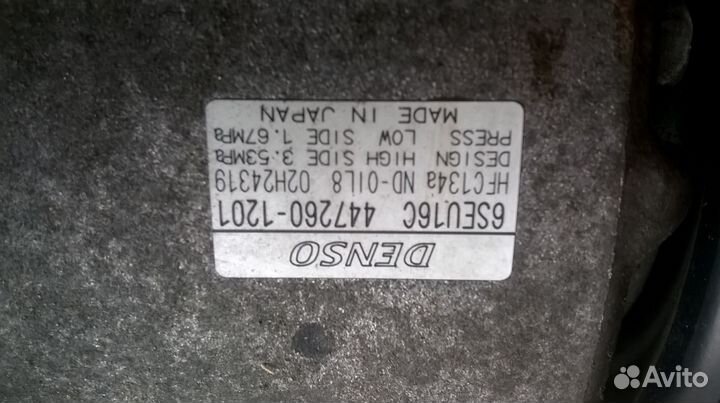 DENSO
6SEU16C 447260-1201
HFC134a ND-OIL8 02H24319
DESIGN HIGH SIDE 3.53MPa
PRESS LOW SIDE 1.67MPa
MADE IN JAPAN
Avito